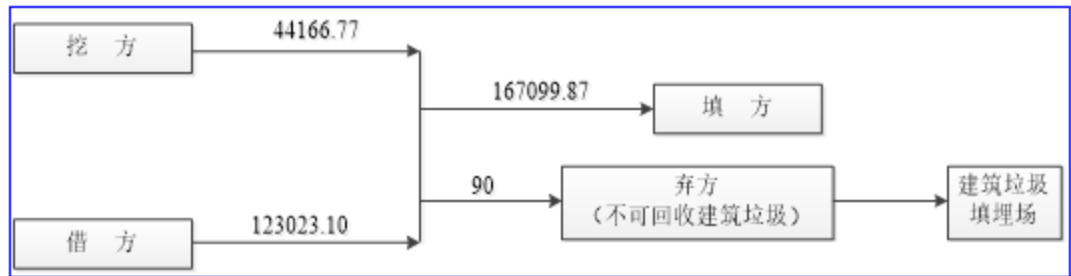 44166.77
挖 方
167099.87
填 方
90
弃方
（不可回收建筑垃圾）
建筑垃圾
填埋场
123023.10
借 方